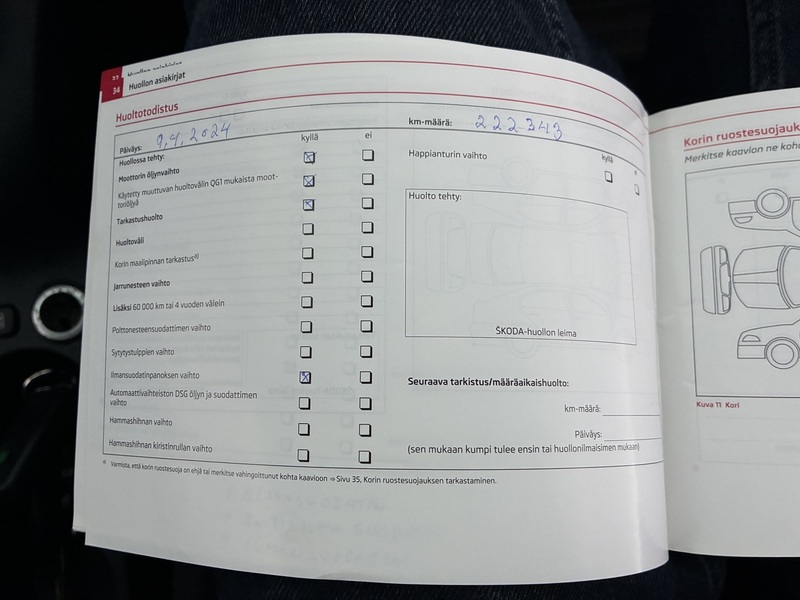 34
Huollon asiakirjat
Huoltotodistus
Päiväys: 9.4.2024
km-määrä: 222 343
kyllä
ei
Huollossa tehty:
Moottorin öljynvaihto
Käytetty muuttuvan huoltovälin QG1 mukaista moot-
toriöljyä
Tarkastushuolto
Huoltoväli
Korin maalipinnan tarkastusa)
Jarrunesteen vaihto
Lisäksi 60 000 km tai 4 vuoden välein
Polttonesteensuodattimen vaihto
Sytytystulppien vaihto
Ilmansuodatinpanoksen vaihto
Automaattivaihteiston DSG öljyn ja suodattimen
vaihto
Hammashihnan vaihto
Hammashihnan kiristinrullan vaihto
kyllä
Happianturin vaihto
Huolto tehty:
ŠKODA-huollon leima
Seuraava tarkistus/määräaikaishuolto:
km-määrä:
Päiväys:
(sen mukaan kumpi tulee ensin tai huollonilmaisimen mukaan)
a) Varmista, että korin ruostesuoja on ehjä tai merkitse vahingoittunut kohta kaavioon ⇒ Sivu 35, Korin ruostesuojauksen tarkastaminen.
Korin ruostesuojauk
Merkitse kaavion ne koh
Kuva 11 Kori